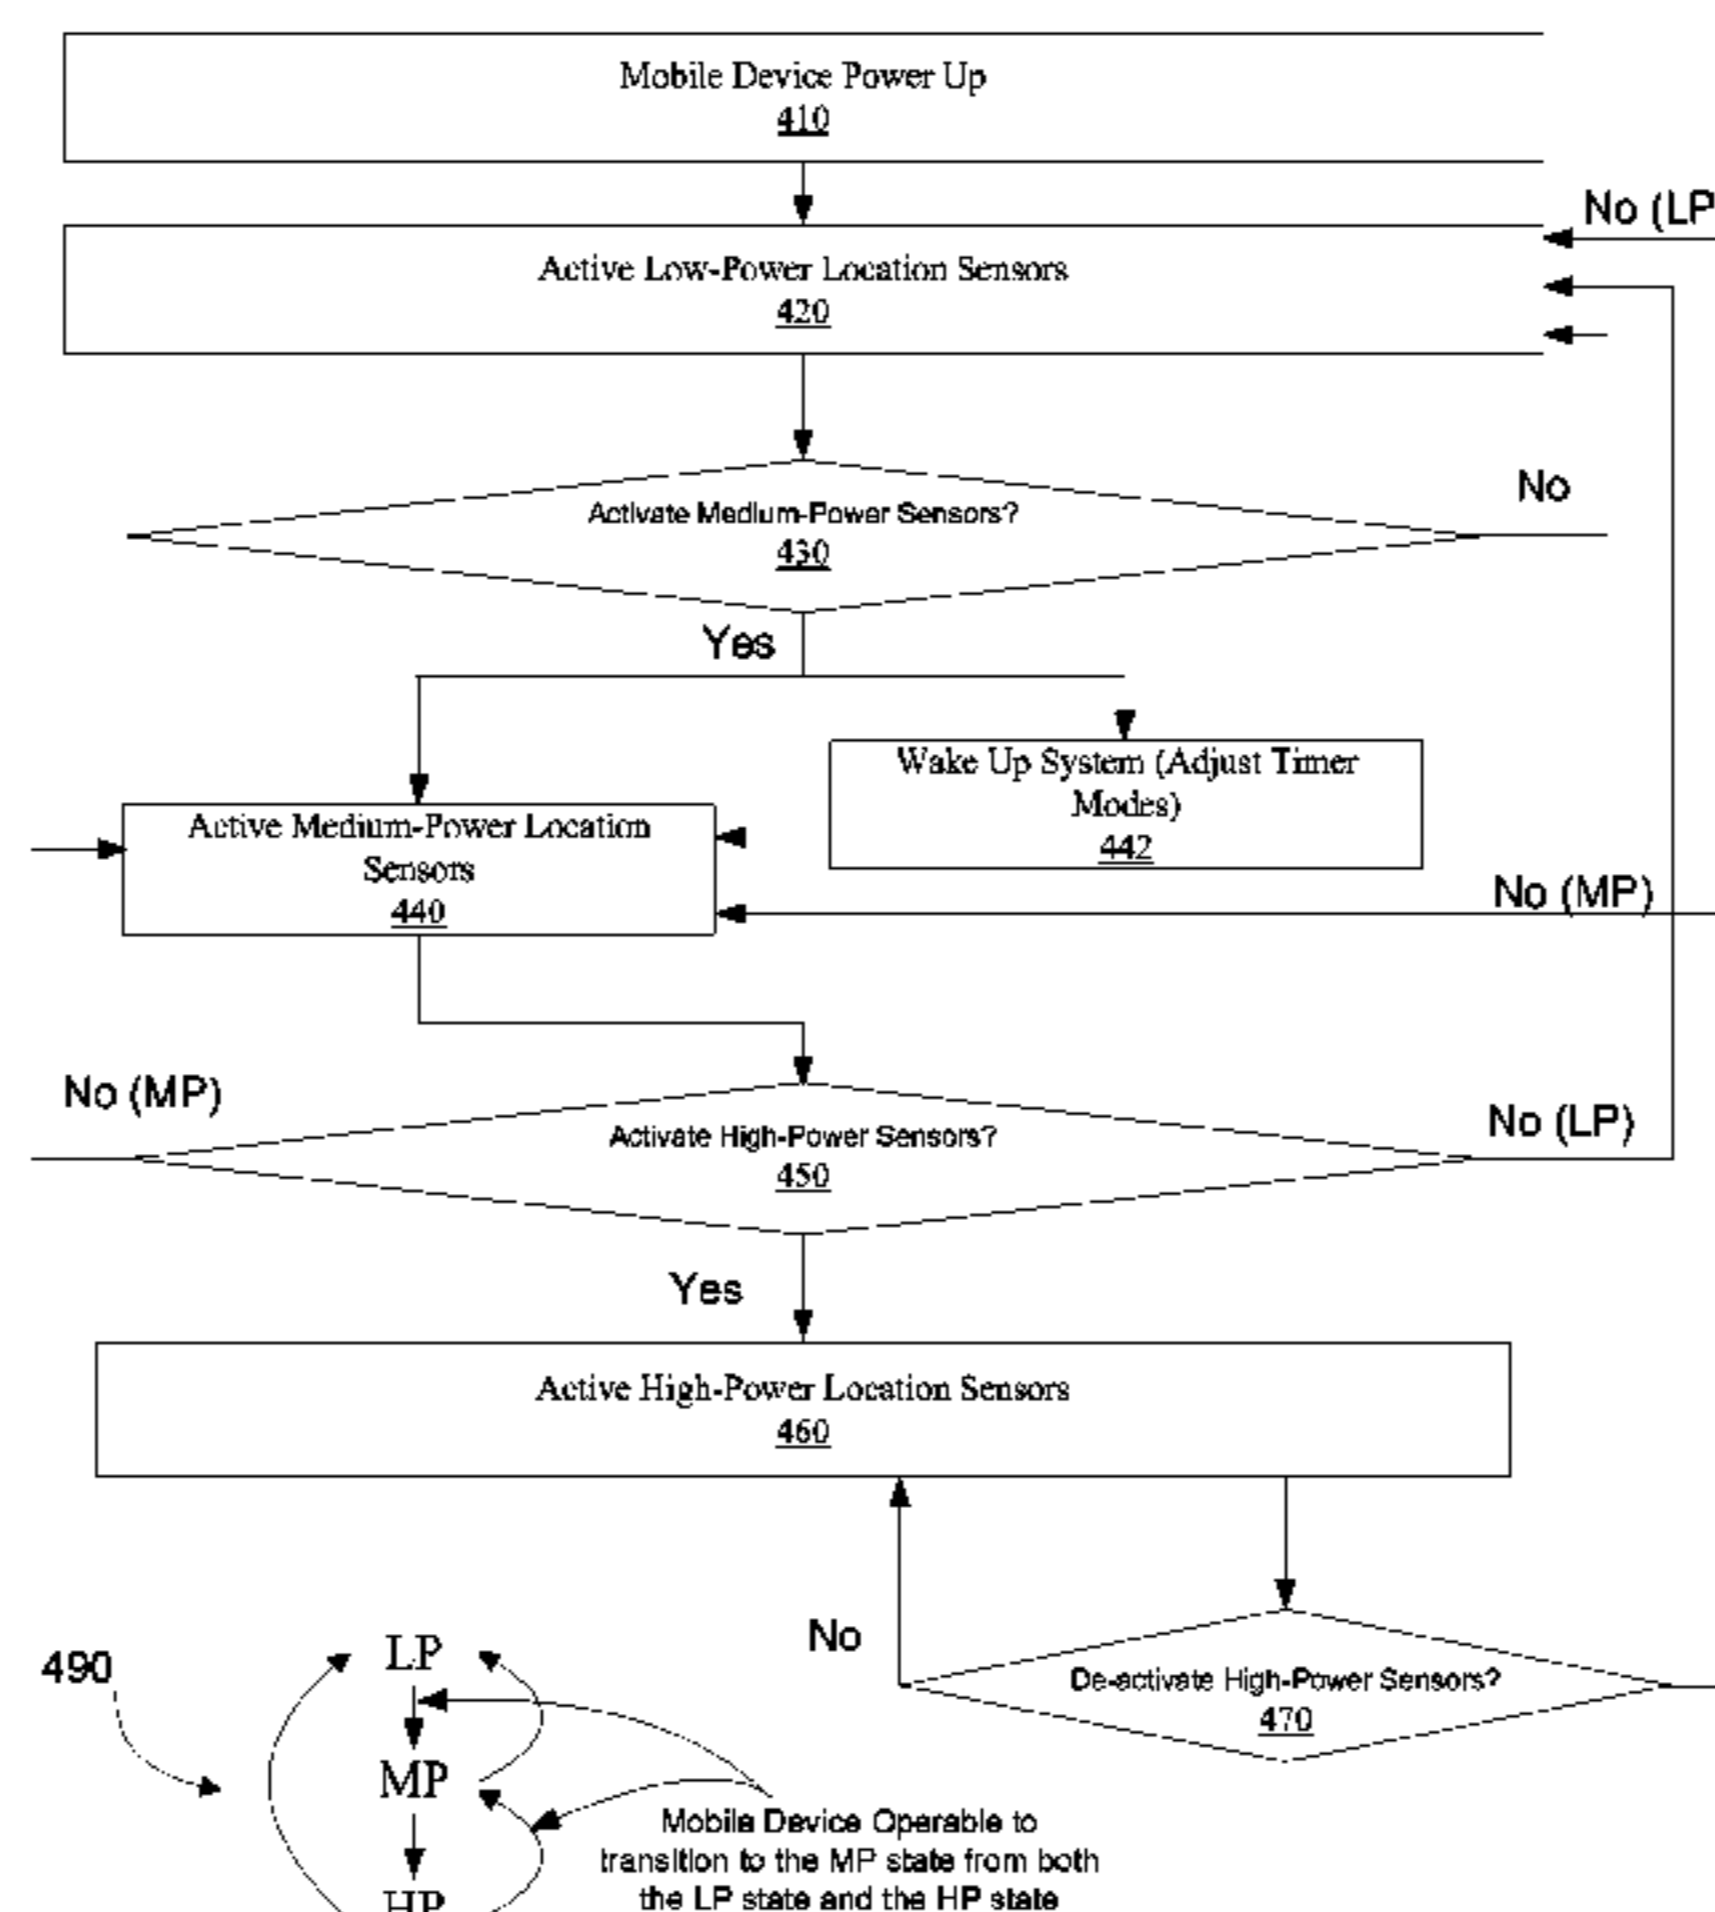 Mobile Device Power Up
410
No (LP
Active Low-Power Location Sensors
420
No
Activate Medium-Power Sensors?
430
Yes
Wake Up System (Adjust Timer
Modes)
442
Active Medium-Power Location
Sensors
440
No (MP)
No (MP)
Activate High-Power Sensors?
450
No (LP)
Yes
Active High-Power Location Sensors
460
No
De-activate High-Power Sensors?
470
490
LP
MP
HP
Mobile Device Operable to
transition to the MP state from both
the LP state and the HP state